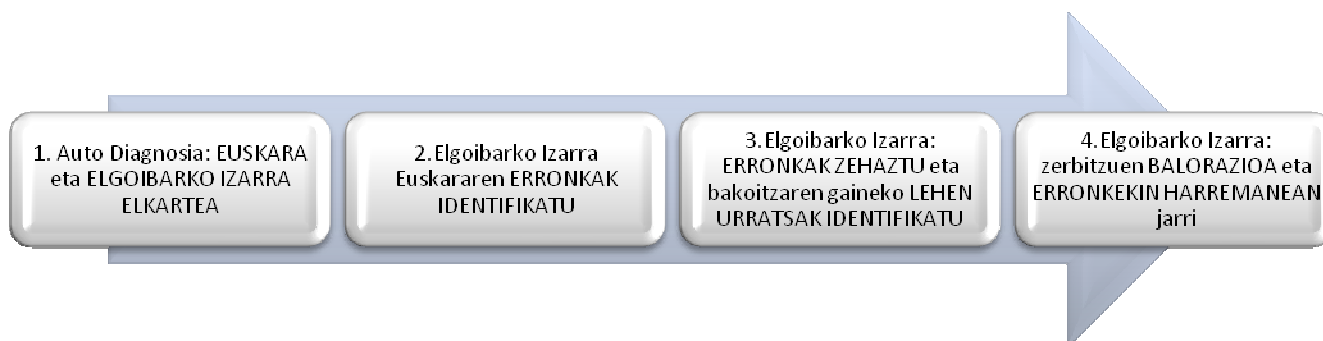 1. Auto Diagnosia: EUSKARA
eta ELGOIBARKO IZARRA
ELKARTEA
2.Elgoibarko Izarra
Euskararen ERRONKAK
IDENTIFIKATU
3.Elgoibarko Izarra:
ERRONKAK ZEHAZTU eta
bakoitzaren gaineko LEHEN
URRATSAK IDENTIFIKATU
4.Elgoibarko Izarra:
zerbitzuen BALORAZIOA eta
ERRONKEKIN HARREMANEAN
jarri